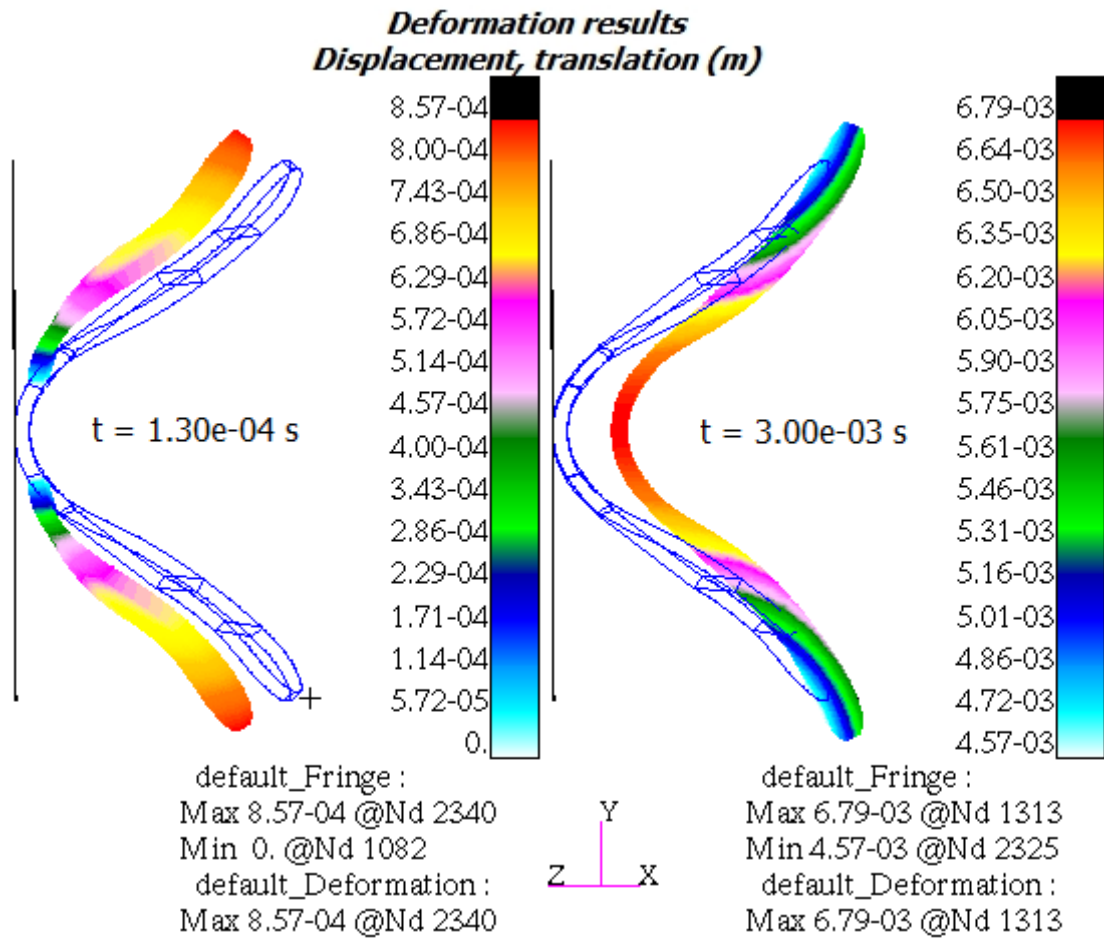 Deformation results
Displacement, translation (m)
8.57-04
8.00-04
7.43-04
6.86-04
6.29-04
5.72-04
5.14-04
4.57-04
4.00-04
3.43-04
2.86-04
2.29-04
1.71-04
1.14-04
5.72-05
0.
t = 1.30e-04 s
default_Fringe :
Max 8.57-04 @Nd 2340
Min 0. @Nd 1082
default_Deformation :
Max 8.57-04 @Nd 2340
Y
Z
X
6.79-03
6.64-03
6.50-03
6.35-03
6.20-03
6.05-03
5.90-03
5.75-03
5.61-03
5.46-03
5.31-03
5.16-03
5.01-03
4.86-03
4.72-03
4.57-03
t = 3.00e-03 s
default_Fringe :
Max 6.79-03 @Nd 1313
Min 4.57-03 @Nd 2325
default_Deformation :
Max 6.79-03 @Nd 1313